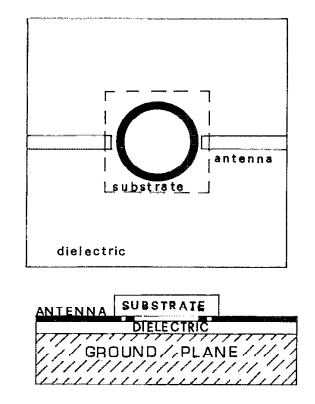 antenna
substrate
dielectric
SUBSTRATE
ANTENNA
DIELECTRIC
GROUND PLANE